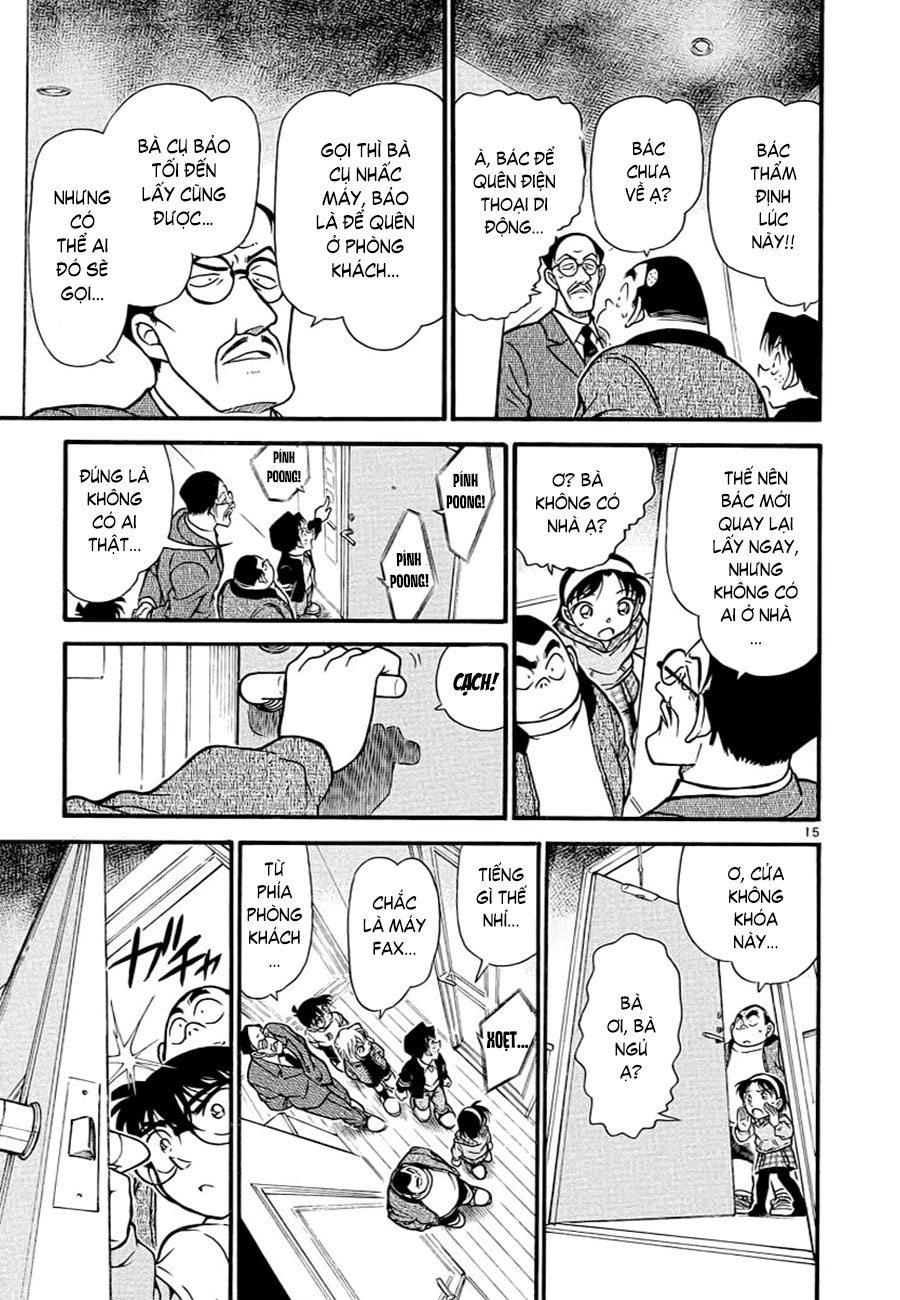 BÁC
THẨM
ĐỊNH
LÚC
NÀY!!
BÁC
CHƯA
VỀ Ạ?
À, BÁC ĐỂ
QUÊN ĐIỆN
THOẠI DI
ĐỘNG...
GỌI THÌ BÀ
CỤ NHẤC
MÁY, BẢO
LÀ ĐỂ QUÊN
Ở PHÒNG
KHÁCH...
BÀ CỤ BẢO
TỐI ĐẾN
LẤY CŨNG
ĐƯỢC...
NHƯNG
CÓ
THỂ AI
ĐÓ SẼ
GỌI...
THẾ NÊN
BÁC MỚI
QUAY LẠI
LẤY NGAY,
NHƯNG
KHÔNG CÓ
AI Ở NHÀ
...
Ơ? BÀ
KHÔNG CÓ
NHÀ Ạ?
PÍNH
POONG!
PÍNH
POONG!
PÍNH
POONG!
ĐÚNG LÀ
KHÔNG
CÓ AI
THẬT...
CẠCH!
15
Ơ, CỬA
KHÔNG
KHÓA
NÀY...
BÀ
ƠI, BÀ
NGỦ
Ạ?
TIẾNG
GÌ THẾ
NHỈ...
XOẸT...
CHẮC
LÀ MÁY
FAX...
TỪ
PHÍA
PHÒNG
KHÁCH
...
ガチャ